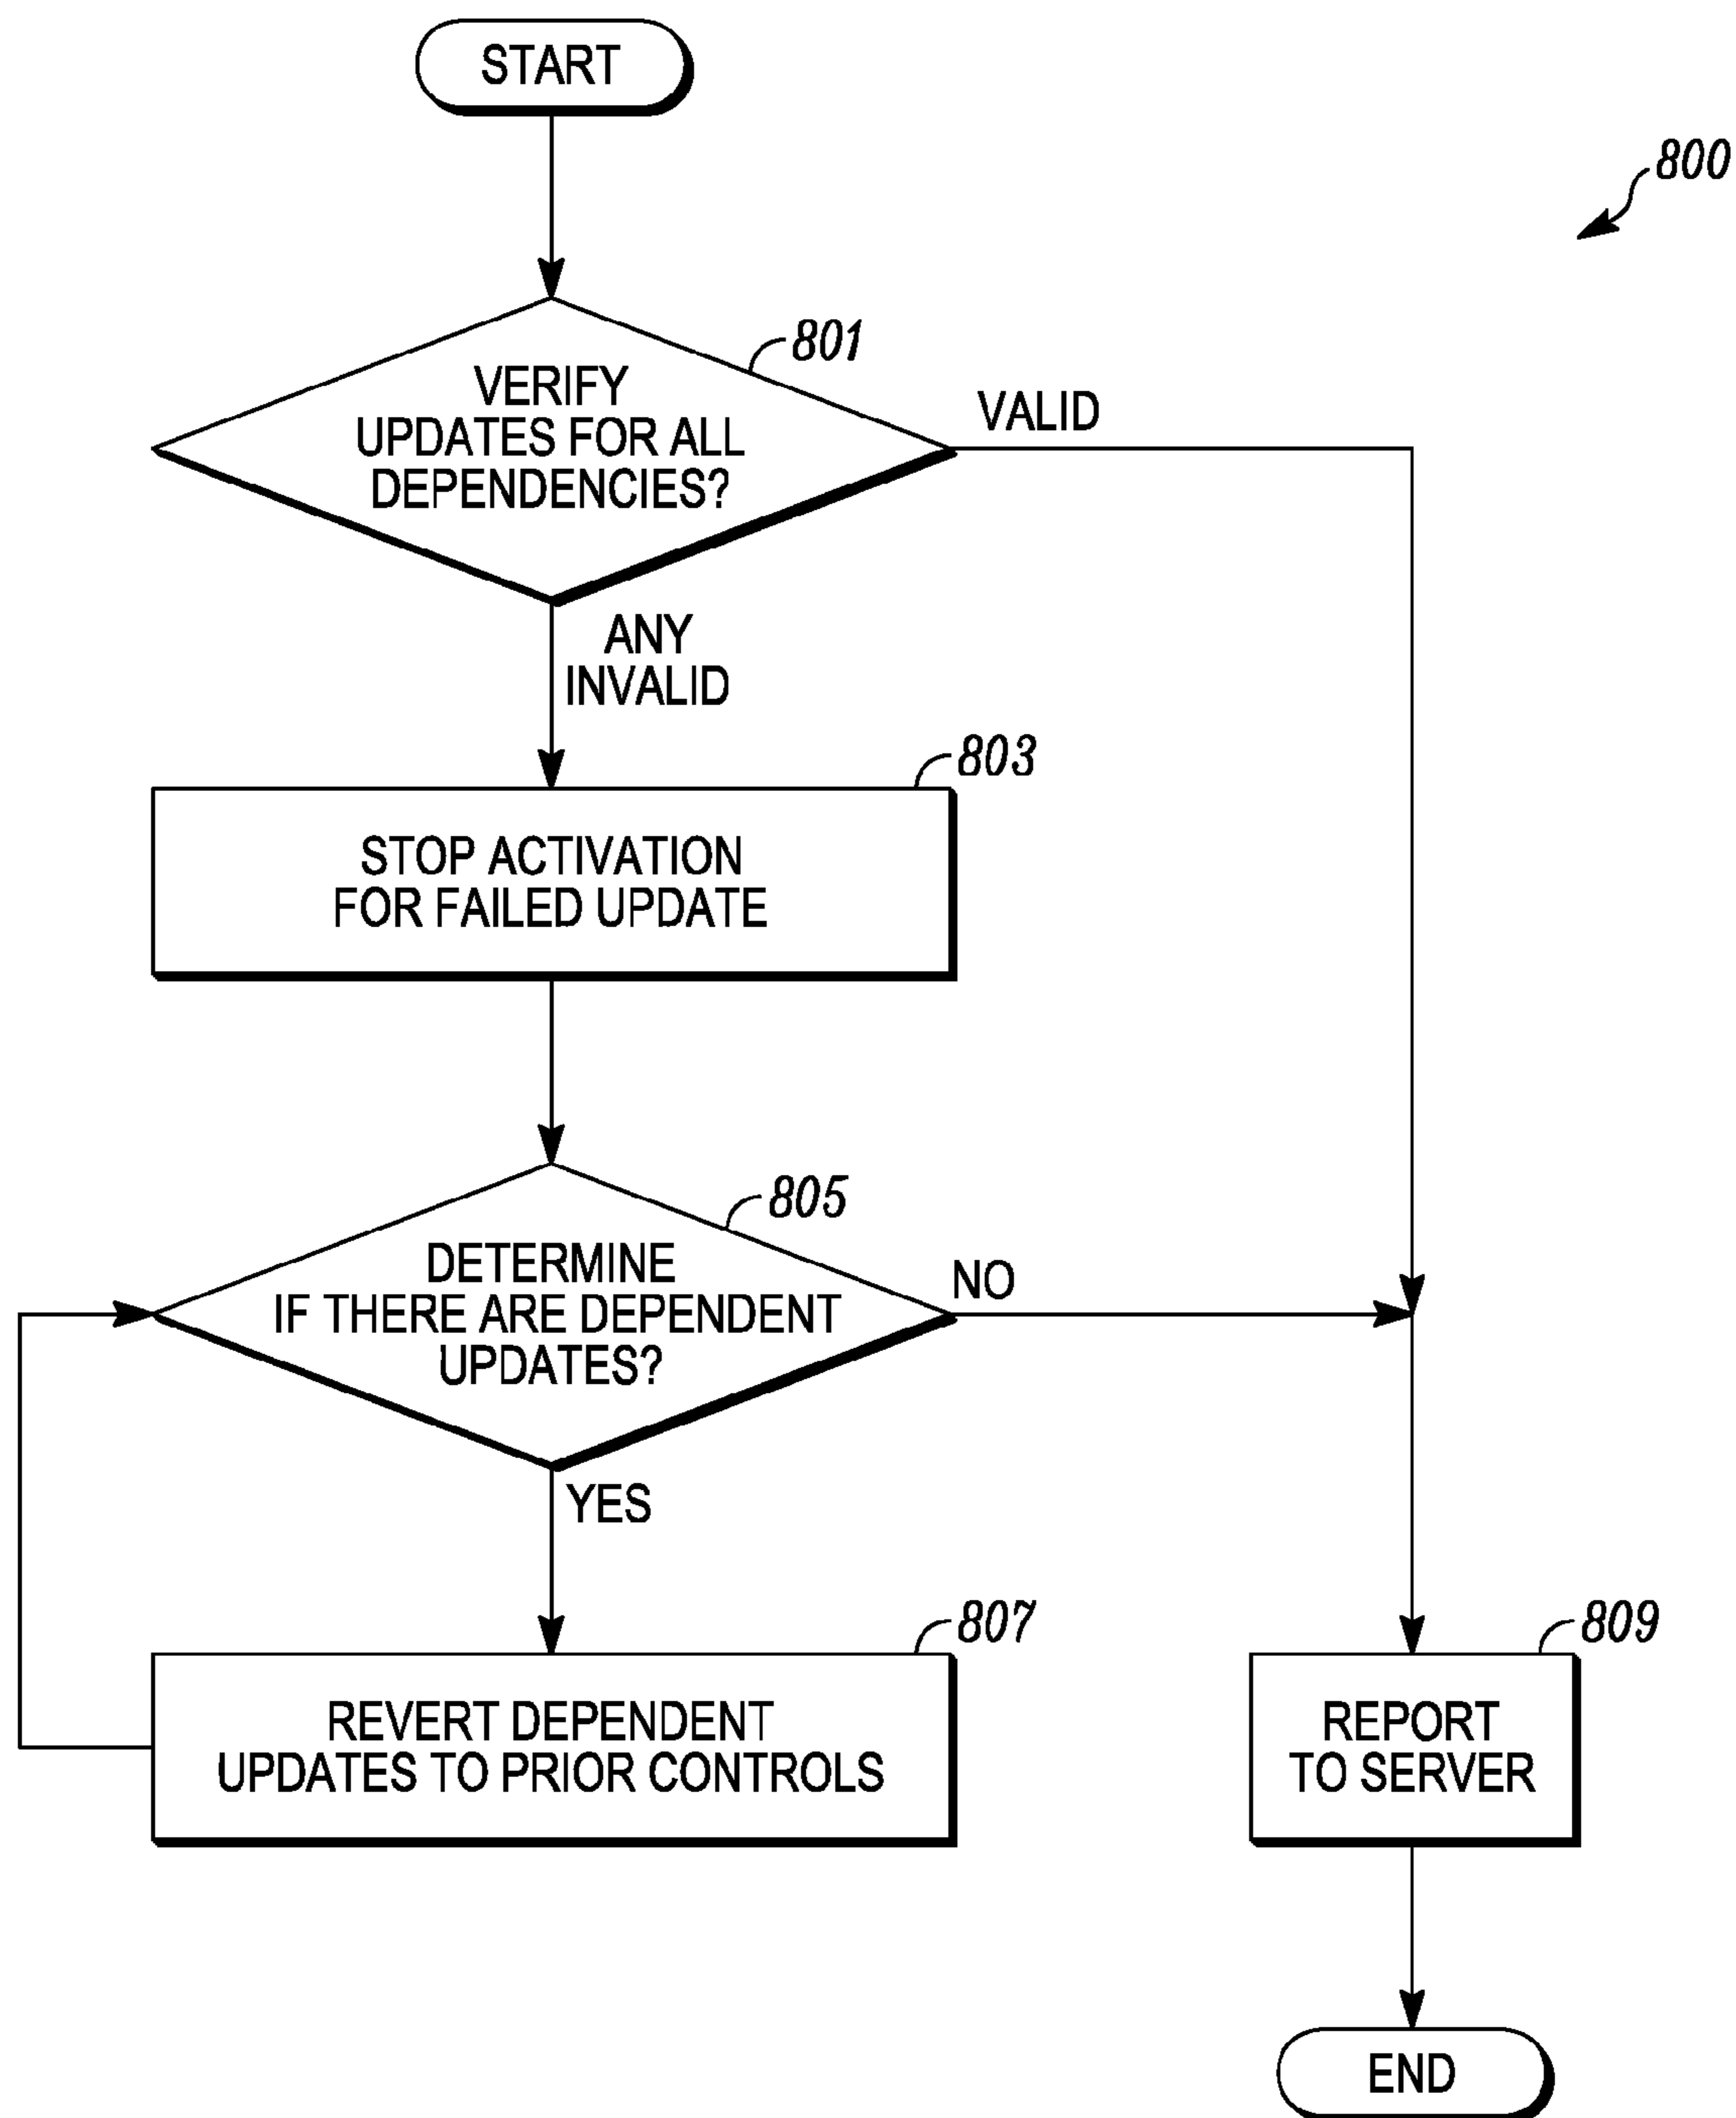 START
800
801
VERIFY
UPDATES FOR ALL
DEPENDENCIES?
VALID
ANY
INVALID
803
STOP ACTIVATION
FOR FAILED UPDATE
805
DETERMINE
IF THERE ARE DEPENDENT
UPDATES?
NO
YES
807
REVERT DEPENDENT
UPDATES TO PRIOR CONTROLS
809
REPORT
TO SERVER
END